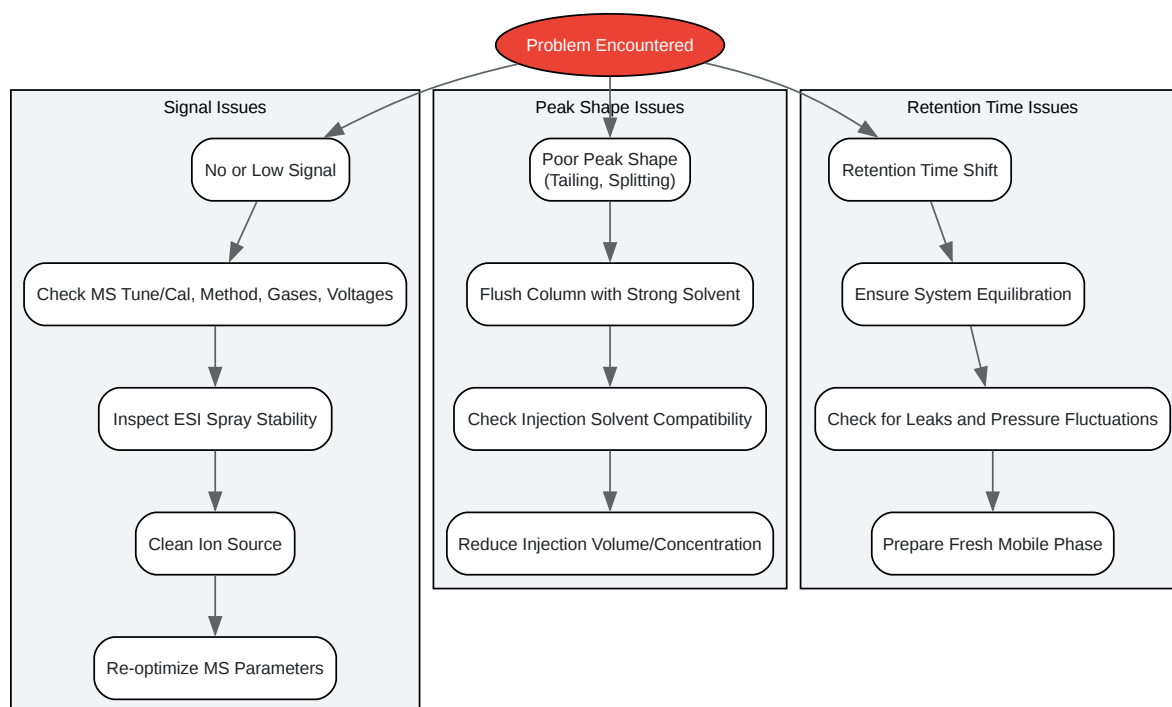 Problem Encountered
Signal Issues
No or Low Signal
Check MS Tune/Cal, Method, Gases, Voltages
Inspect ESI Spray Stability
Clean Ion Source
Re-optimize MS Parameters
Peak Shape Issues
Poor Peak Shape
(Tailing, Splitting)
Flush Column with Strong Solvent
Check Injection Solvent Compatibility
Reduce Injection Volume/Concentration
Retention Time Issues
Retention Time Shift
Ensure System Equilibration
Check for Leaks and Pressure Fluctuations
Prepare Fresh Mobile Phase